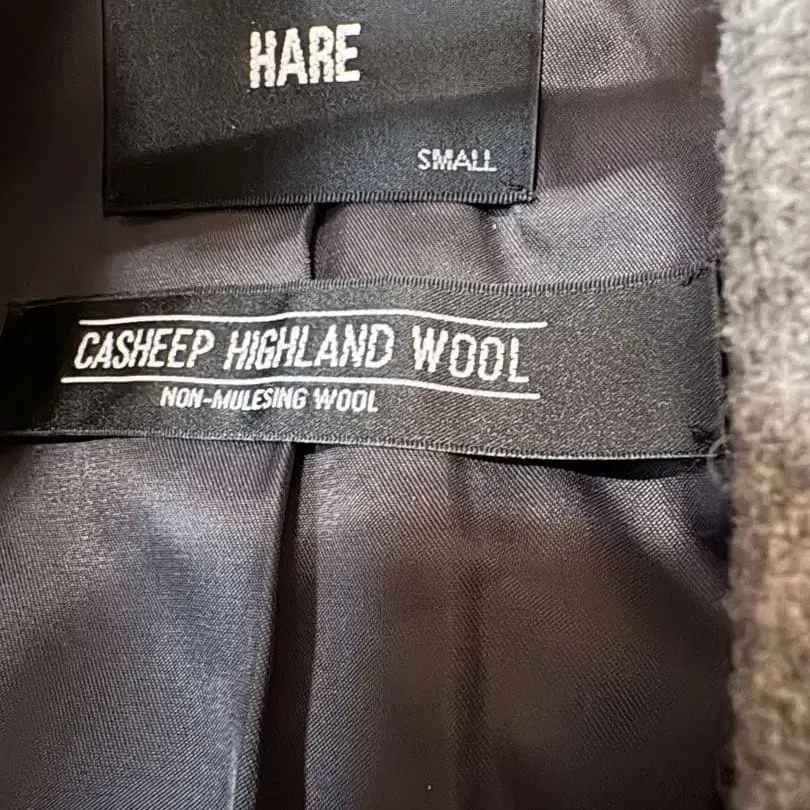 HARE
SMALL
CASHEEP HIGHLAND WOOL
NON-MULESING WOOL